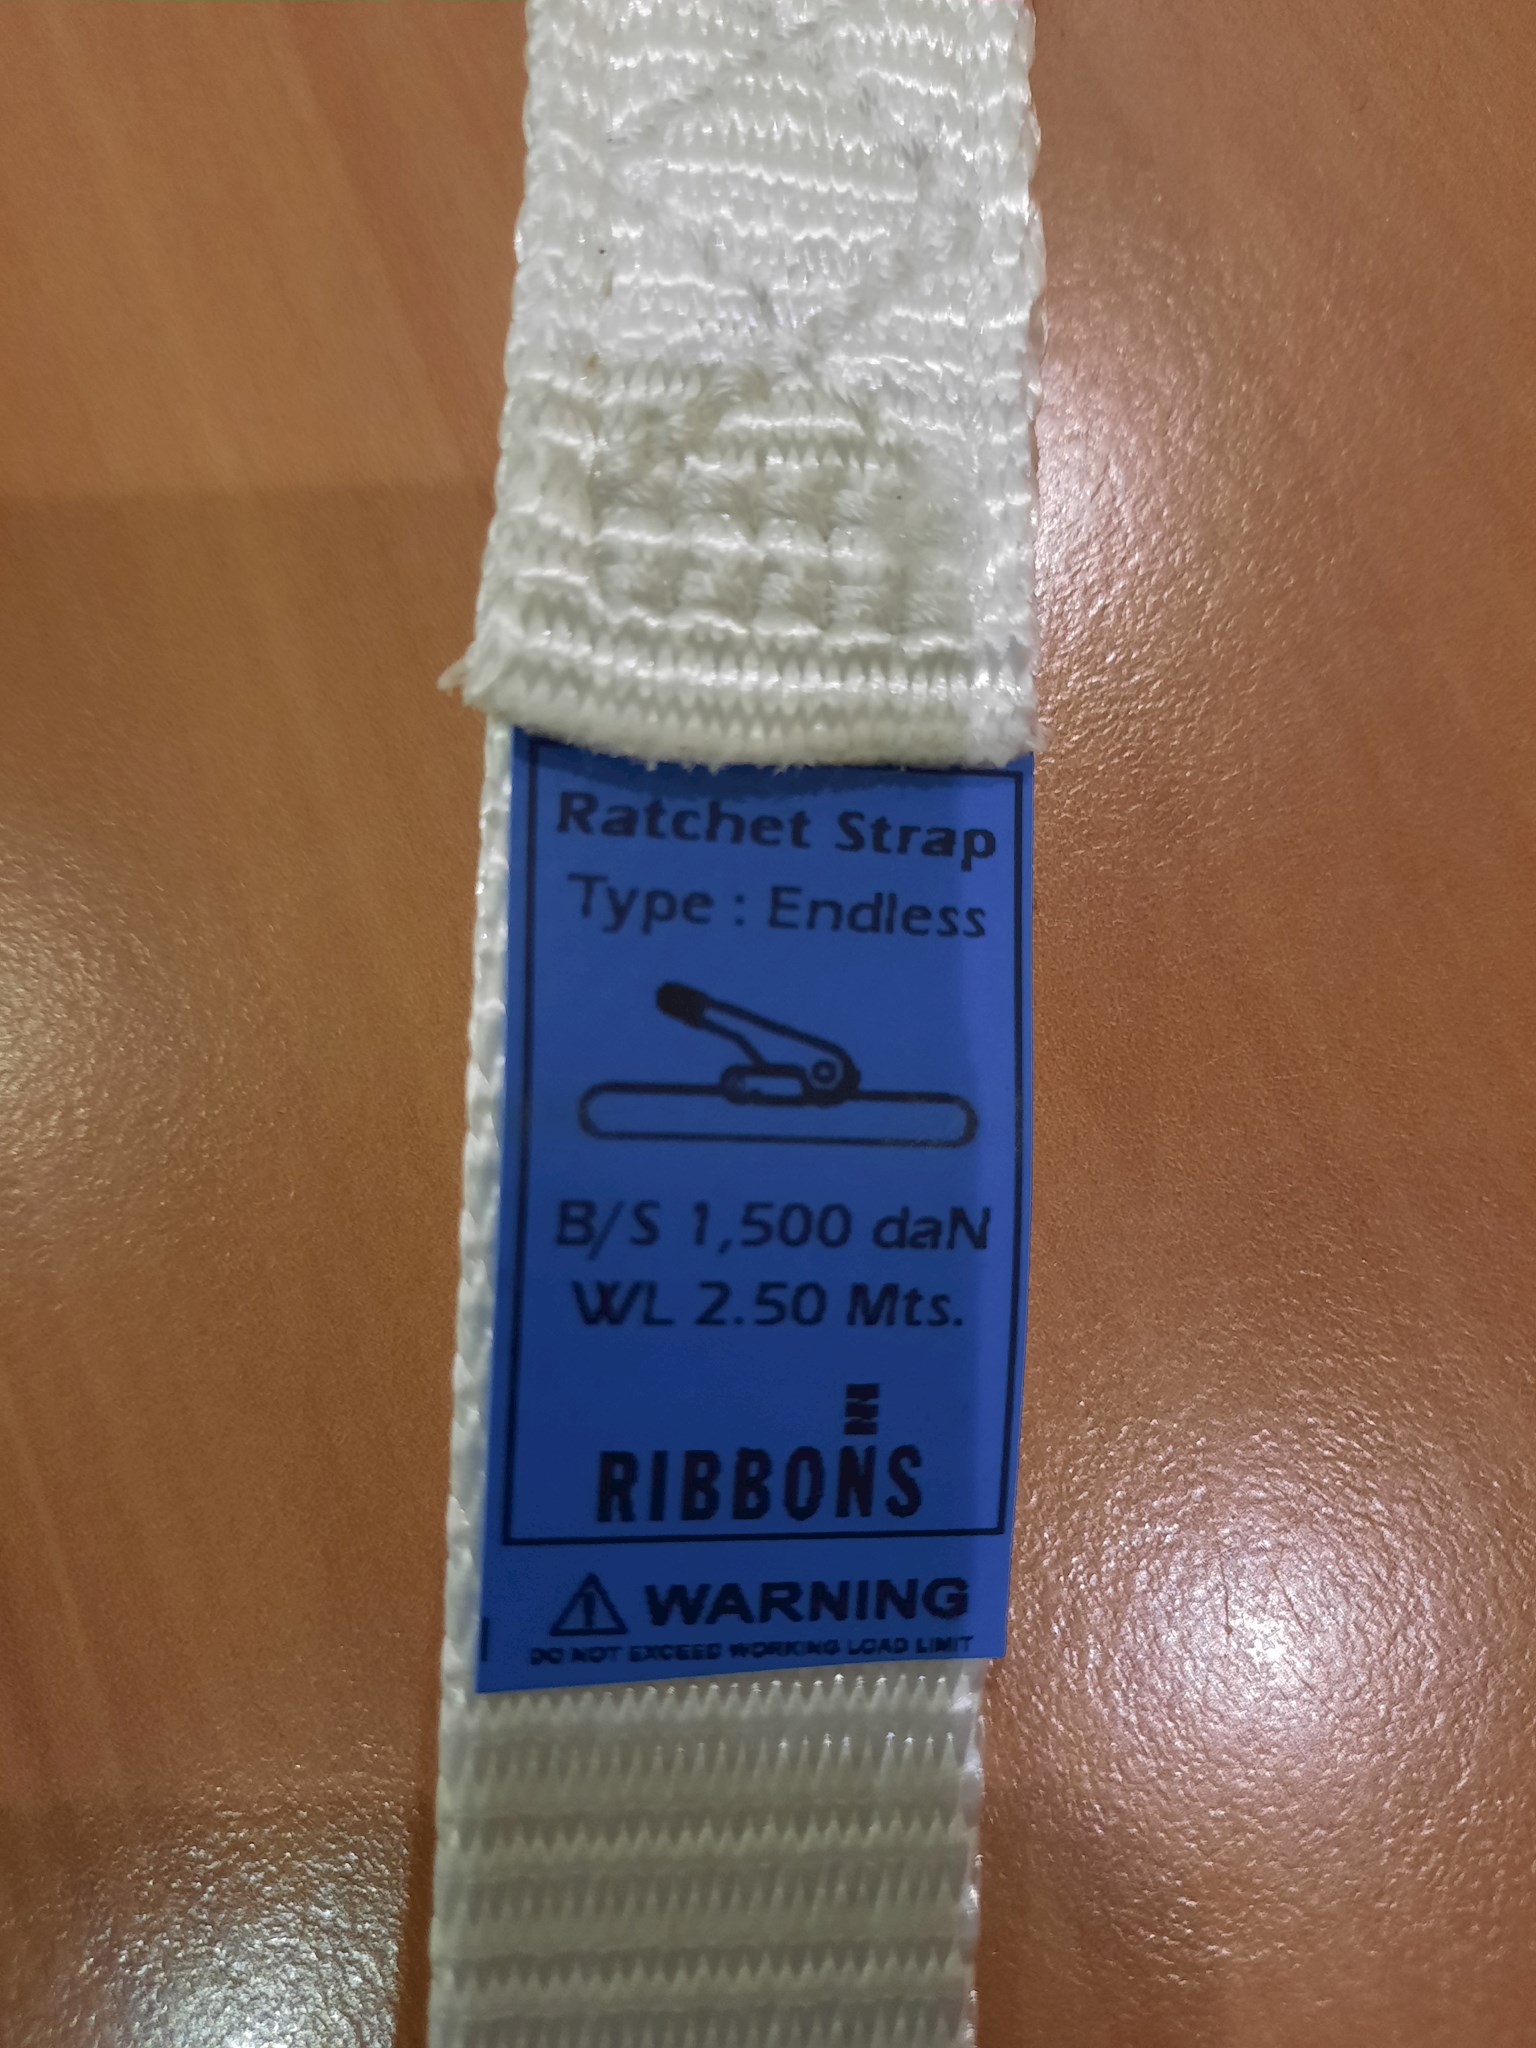 Ratchet Strap
Type : Endless
B/S 1,500 daN
WL 2.50 Mts.
RIBBONS
WARNING
DO NOT EXCEED WORKING LOAD LIMIT